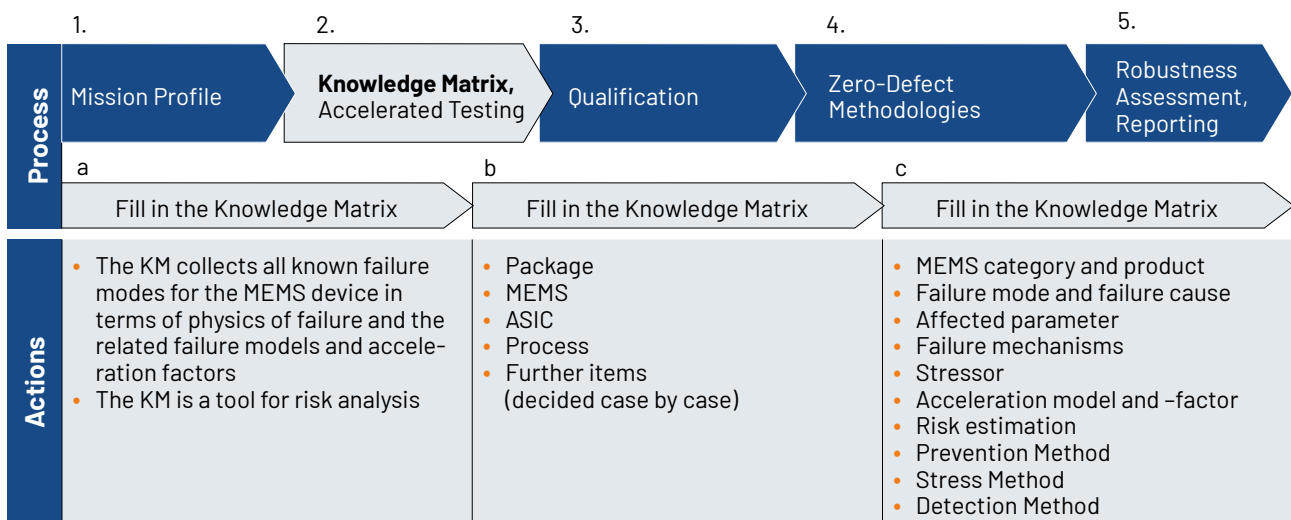 1.
2.
3.
4.
5.
Process
Mission Profile
Knowledge Matrix,
Accelerated Testing
Qualification
Zero-Defect
Methodologies
Robustness
Assessment,
Reporting
a
Fill in the Knowledge Matrix
b
Fill in the Knowledge Matrix
c
Fill in the Knowledge Matrix
Actions
• The KM collects all known failure
modes for the MEMS device in
terms of physics of failure and the
related failure models and accele-
ration factors
• The KM is a tool for risk analysis
• Package
• MEMS
• ASIC
• Process
• Further items
(decided case by case)
• MEMS category and product
• Failure mode and failure cause
• Affected parameter
• Failure mechanisms
• Stressor
• Acceleration model and –factor
• Risk estimation
• Prevention Method
• Stress Method
• Detection Method